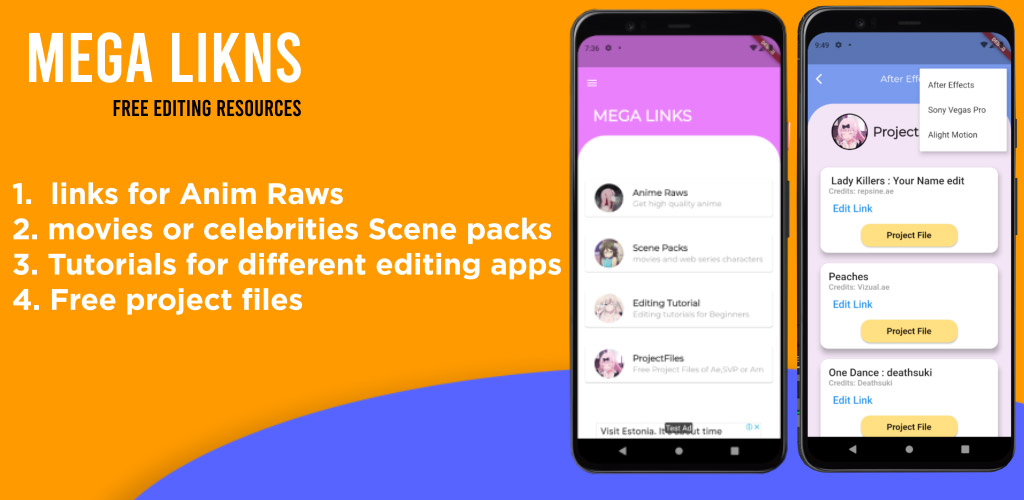 MEGA LIKNS
FREE EDITING RESOURCES
1. links for Anim Raws
2. movies or celebrities Scene packs
3. Tutorials for different editing apps
4. Free project files
7:36
MEGA LINKS
Anime Raws
Get high quality anime
Scene Packs
movies and web series characters
Editing Tutorial
Editing tutorials for Beginners
ProjectFiles
Free Project Files of Ae,SVP or Am
Visit Estonia. It's about time
Test Ad
9:49
After Eff
After Effects
Sony Vegas Pro
Alight Motion
Project
Lady Killers : Your Name edit
Credits: repsine.ae
Edit Link
Project File
Peaches
Credits: Vizual.ae
Edit Link
Project File
One Dance : deathsuki
Credits: Deathsuki
Edit Link
Project File